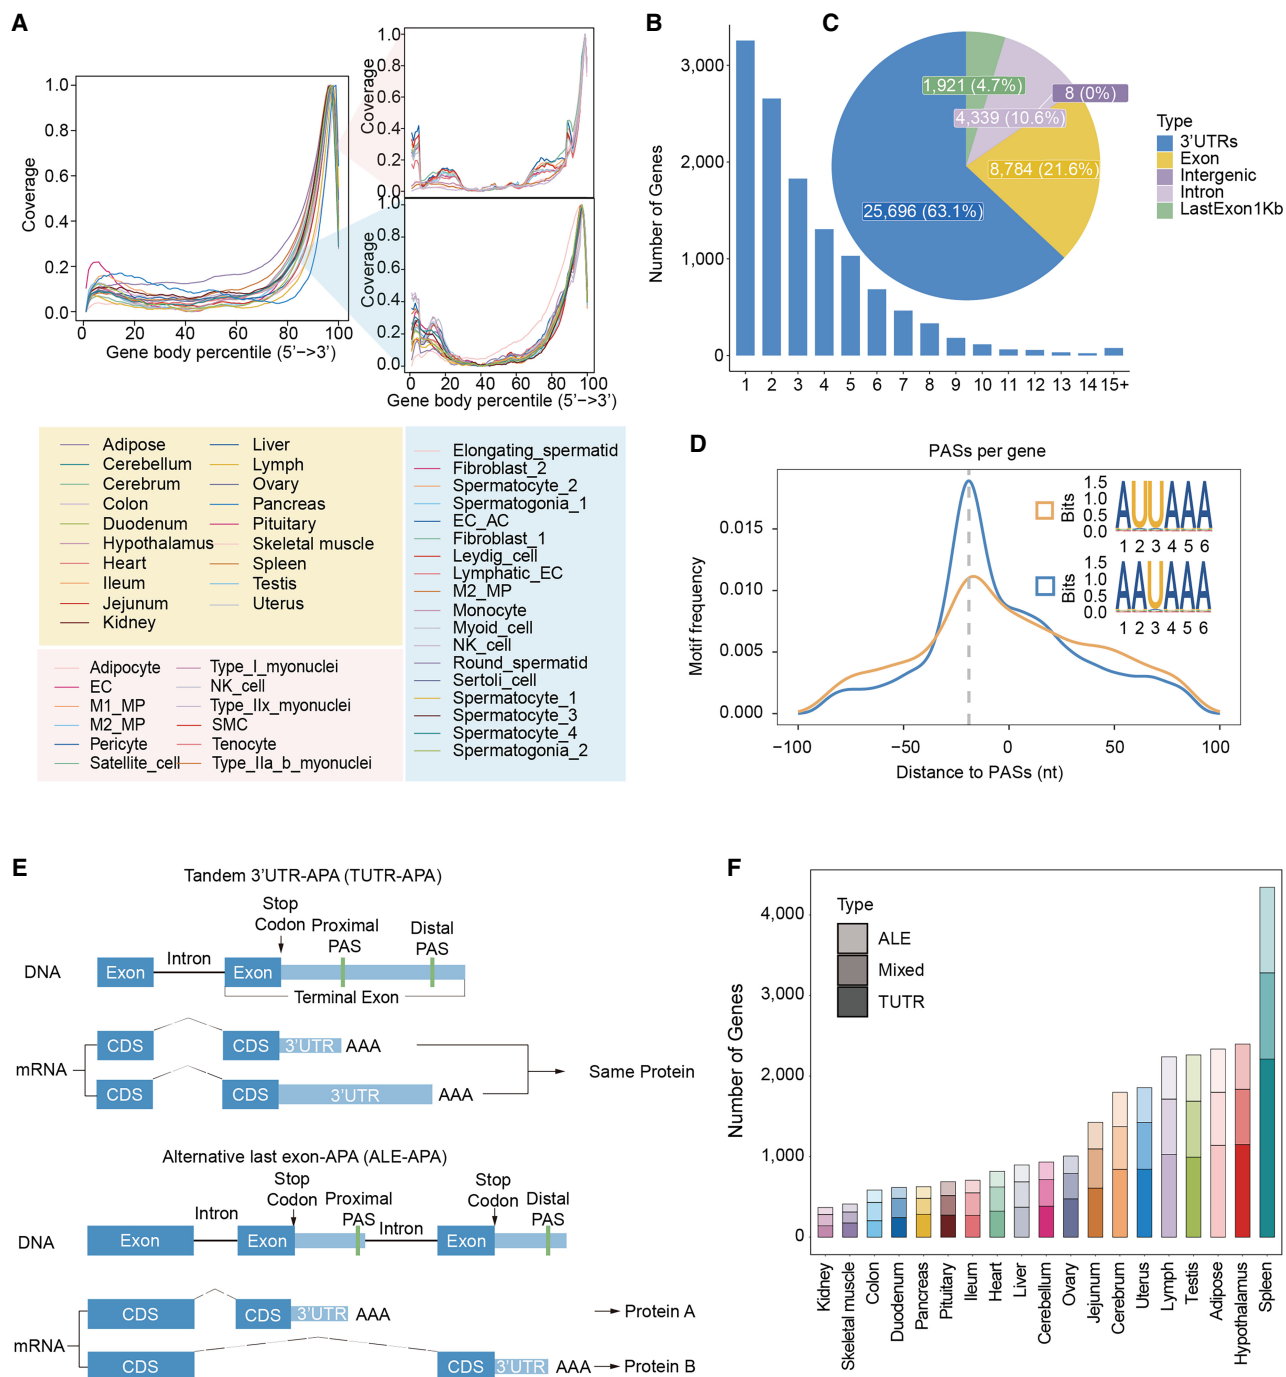 A
1.0
0.8
0.6
0.4
0.2
0.0
Coverage
0
20
40
60
80
100
Gene body percentile (5'->3')
1.0
0.8
0.6
0.4
0.2
0.0
Coverage
1.0
0.8
0.6
0.4
0.2
0.0
Coverage
0
20
40
60
80
100
Gene body percentile (5'->3')
Adipose
Cerebellum
Cerebrum
Colon
Duodenum
Hypothalamus
Heart
Ileum
Jejunum
Kidney
Liver
Lymph
Ovary
Pancreas
Pituitary
Skeletal muscle
Spleen
Testis
Uterus
Adipocyte
EC
M1_MP
M2_MP
Pericyte
Satellite_cell
Type_I_myonuclei
NK_cell
Type_IIx_myonuclei
SMC
Tenocyte
Type_IIa_b_myonuclei
Elongating_spermatid
Fibroblast_2
Spermatocyte_2
Spermatogonia_1
EC_AC
Fibroblast_1
Leydig_cell
Lymphatic_EC
M2_MP
Monocyte
Myoid_cell
NK_cell
Round_spermatid
Sertoli_cell
Spermatocyte_1
Spermatocyte_3
Spermatocyte_4
Spermatogonia_2
B
3,000
2,000
1,000
0
Number of Genes
1 2 3 4 5 6 7 8 9 10 11 12 13 14 15+
PASs per gene
C
1,921 (4.7%)
8 (0%)
4,339 (10.6%)
8,784 (21.6%)
25,696 (63.1%)
Type
3'UTRs
Exon
Intergenic
Intron
LastExon1Kb
D
0.015
0.010
0.005
0.000
Motif frequency
−100
−50
0
50
100
Distance to PASs (nt)
1.5
1.0
0.5
0.0
Bits
AUUAAA
1 2 3 4 5 6
1.5
1.0
0.5
0.0
Bits
AAUAAA
1 2 3 4 5 6
E
Tandem 3'UTR-APA (TUTR-APA)
Stop
Codon
Proximal
PAS
Distal
PAS
DNA
Exon
Intron
Exon
Terminal Exon
mRNA
CDS
CDS
3'UTR
AAA
CDS
CDS
3'UTR
AAA
Same Protein
Alternative last exon-APA (ALE-APA)
Stop
Codon
Proximal
PAS
Stop
Codon
Distal
PAS
DNA
Exon
Intron
Exon
Intron
Exon
mRNA
CDS
CDS
3'UTR
AAA
Protein A
CDS
CDS
3'UTR
AAA
Protein B
F
4,000
3,000
2,000
1,000
0
Number of Genes
Type
ALE
Mixed
TUTR
Kidney
Skeletal muscle
Colon
Duodenum
Pancreas
Pituitary
Ileum
Heart
Liver
Cerebellum
Ovary
Jejunum
Cerebrum
Uterus
Lymph
Testis
Adipose
Hypothalamus
Spleen